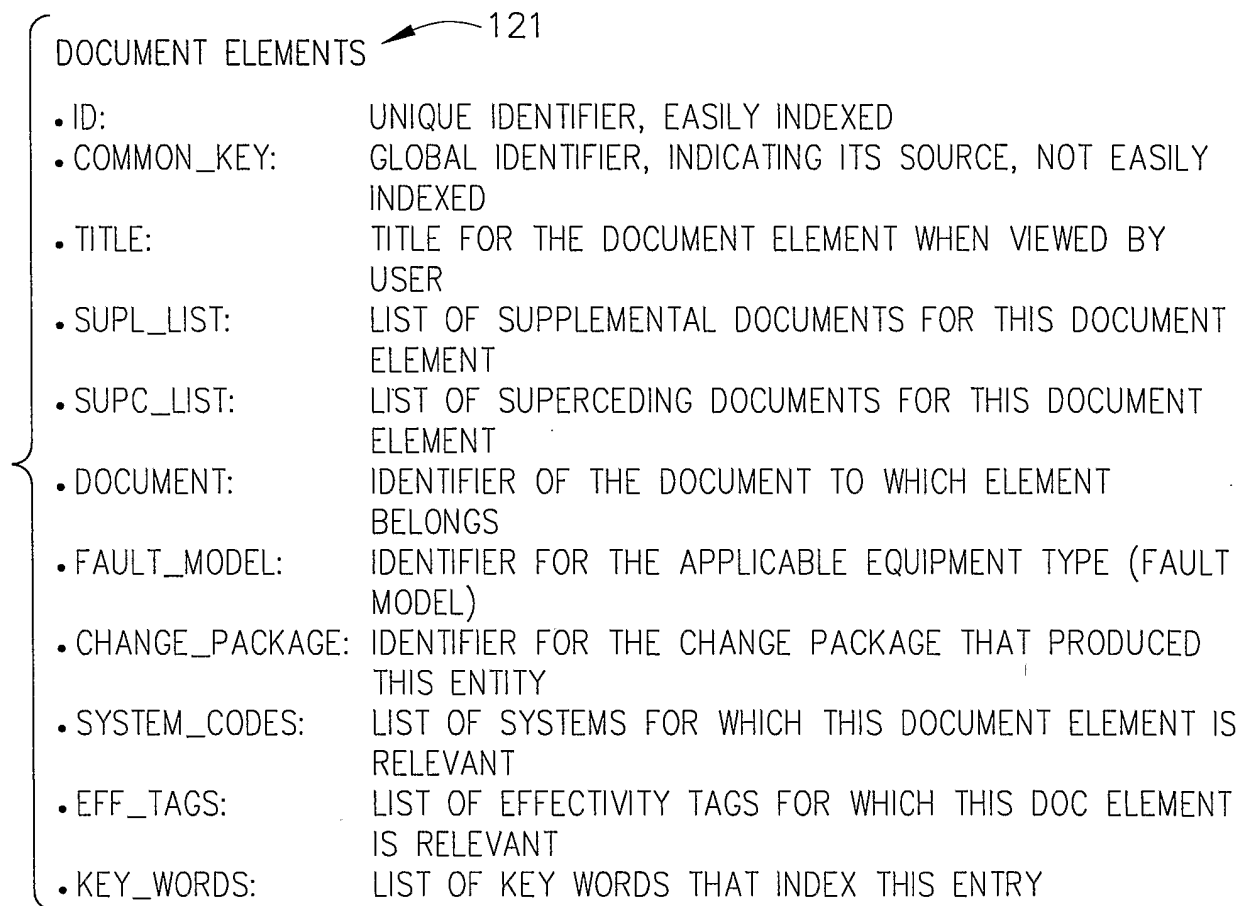 121
DOCUMENT ELEMENTS
• ID: UNIQUE IDENTIFIER, EASILY INDEXED
• COMMON_KEY: GLOBAL IDENTIFIER, INDICATING ITS SOURCE, NOT EASILY
INDEXED
• TITLE: TITLE FOR THE DOCUMENT ELEMENT WHEN VIEWED BY
USER
• SUPL_LIST: LIST OF SUPPLEMENTAL DOCUMENTS FOR THIS DOCUMENT
ELEMENT
• SUPC_LIST: LIST OF SUPERCEDING DOCUMENTS FOR THIS DOCUMENT
ELEMENT
• DOCUMENT: IDENTIFIER OF THE DOCUMENT TO WHICH ELEMENT
BELONGS
• FAULT_MODEL: IDENTIFIER FOR THE APPLICABLE EQUIPMENT TYPE (FAULT
MODEL)
• CHANGE_PACKAGE: IDENTIFIER FOR THE CHANGE PACKAGE THAT PRODUCED
THIS ENTITY
• SYSTEM_CODES: LIST OF SYSTEMS FOR WHICH THIS DOCUMENT ELEMENT IS
RELEVANT
• EFF_TAGS: LIST OF EFFECTIVITY TAGS FOR WHICH THIS DOC ELEMENT
IS RELEVANT
• KEY_WORDS: LIST OF KEY WORDS THAT INDEX THIS ENTRY